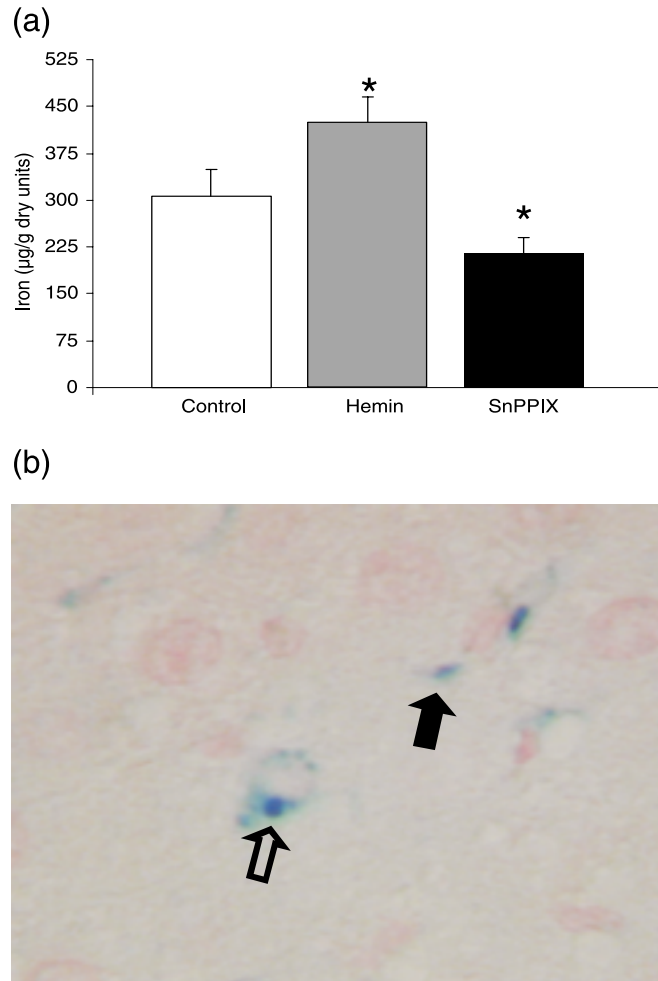 (a)
525
450
375
300
225
150
75
0
Iron (µg/g dry units)
*
*
Control Hemin SnPPIX
(b)